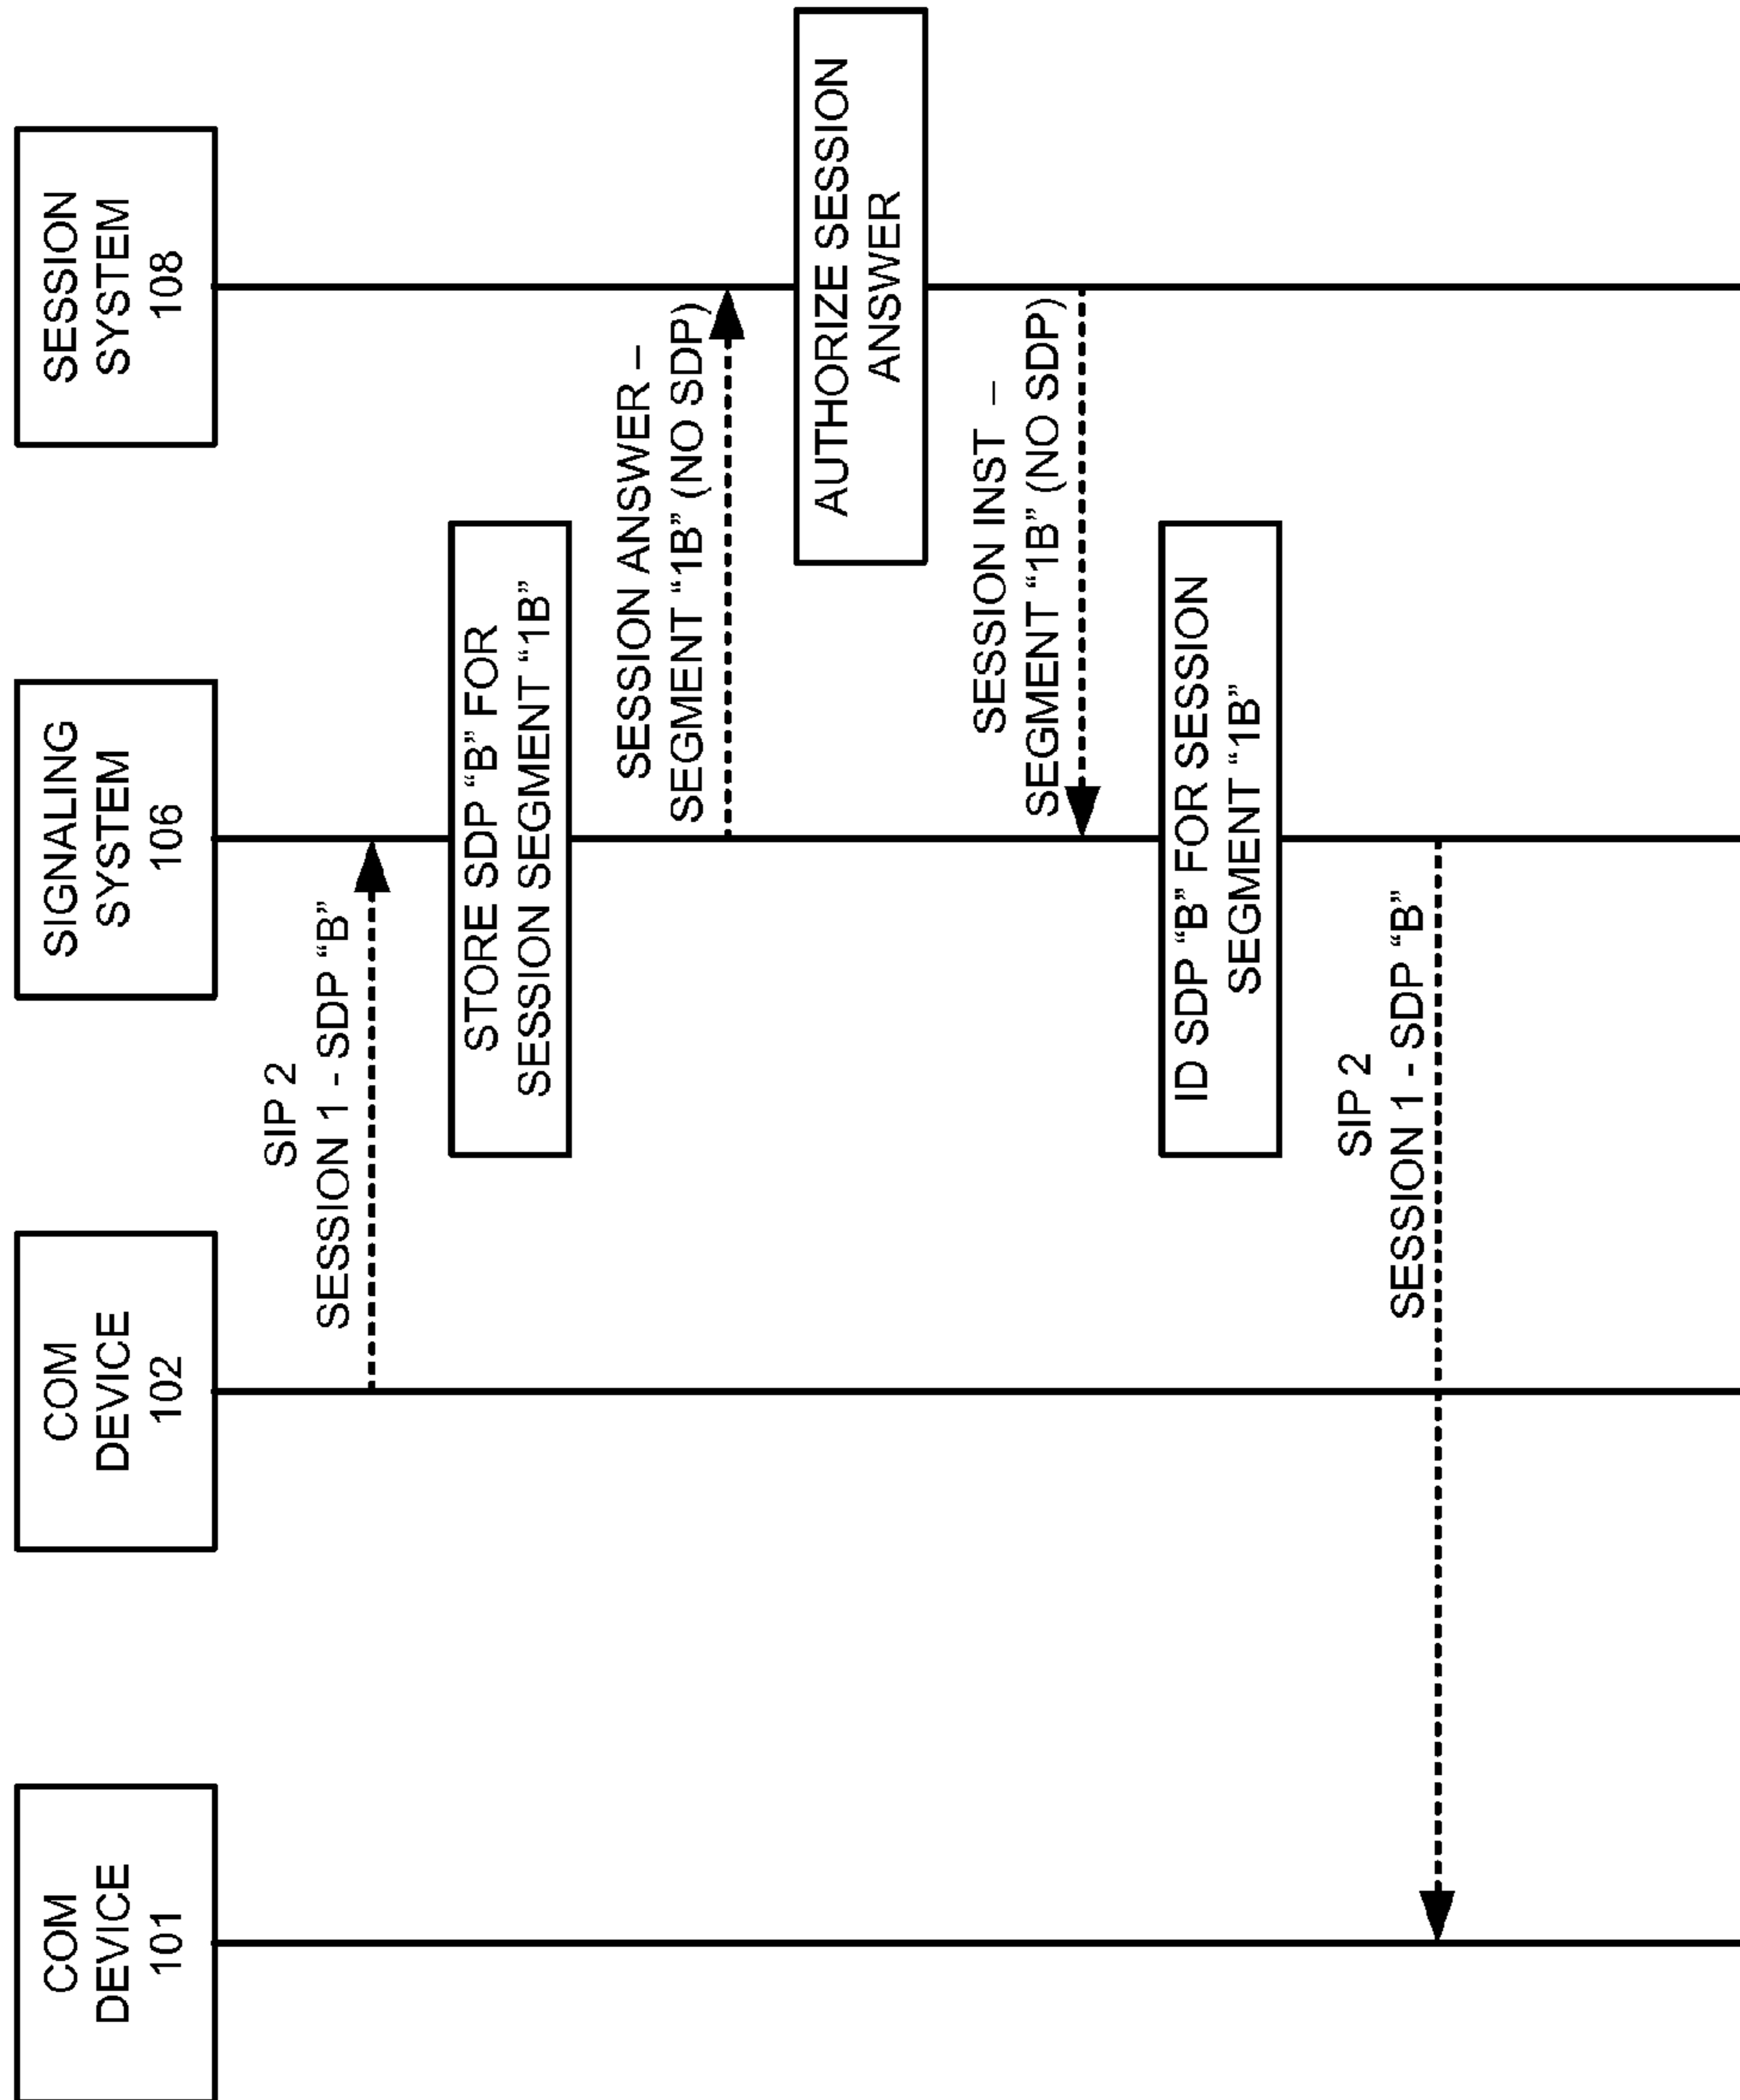 COM
DEVICE
101
COM
DEVICE
102
SIGNALING
SYSTEM
106
SESSION
SYSTEM
108
SIP 2
SESSION 1 - SDP “B”
STORE SDP “B” FOR
SESSION SEGMENT “1B”
SESSION ANSWER –
SEGMENT “1B” (NO SDP)
AUTHORIZE SESSION
ANSWER
SESSION INST –
SEGMENT “1B” (NO SDP)
ID SDP “B” FOR SESSION
SEGMENT “1B”
SIP 2
SESSION 1 - SDP “B”